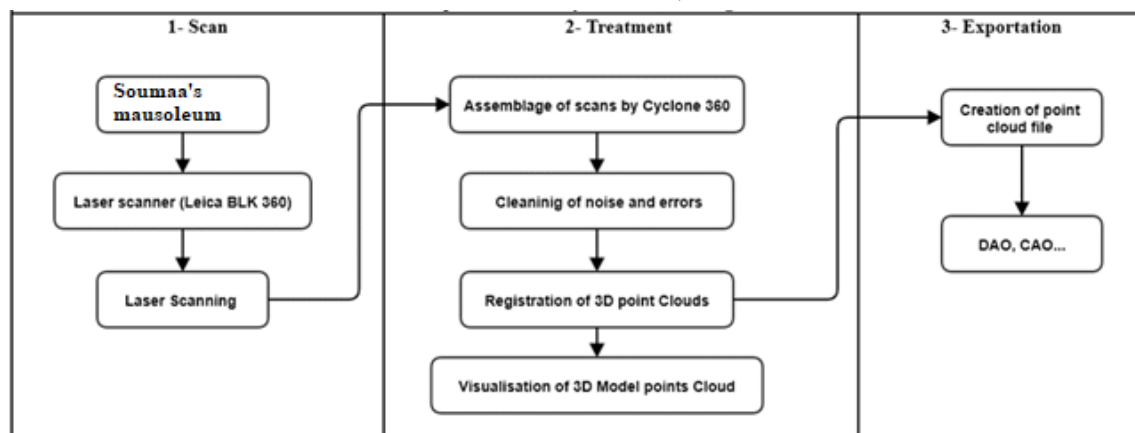 1- Scan
Soumaa's
mausoleum
Laser scanner (Leica BLK 360)
Laser Scanning
2- Treatment
Assemblage of scans by Cyclone 360
Cleaninig of noise and errors
Registration of 3D point Clouds
Visualisation of 3D Model points Cloud
3- Exportation
Creation of point
cloud file
DAO, CAO...